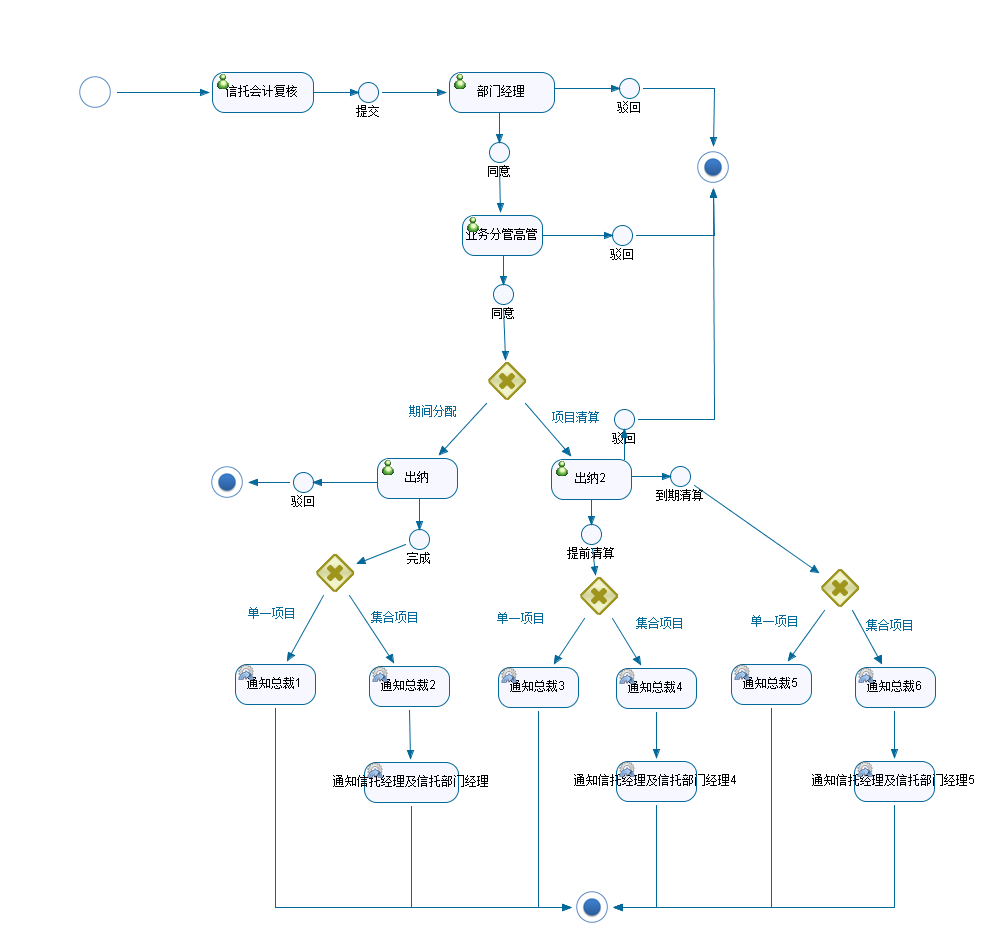 信托会计复核
提交
部门经理
驳回
同意
业务分管高管
驳回
同意
期间分配
项目清算
驳回
出纳
驳回
出纳2
到期清算
完成
提前清算
单一项目
集合项目
单一项目
集合项目
单一项目
集合项目
通知总裁1
通知总裁2
通知总裁3
通知总裁4
通知总裁5
通知总裁6
通知信托经理及信托部门经理
通知信托经理及信托部门经理4
通知信托经理及信托部门经理5